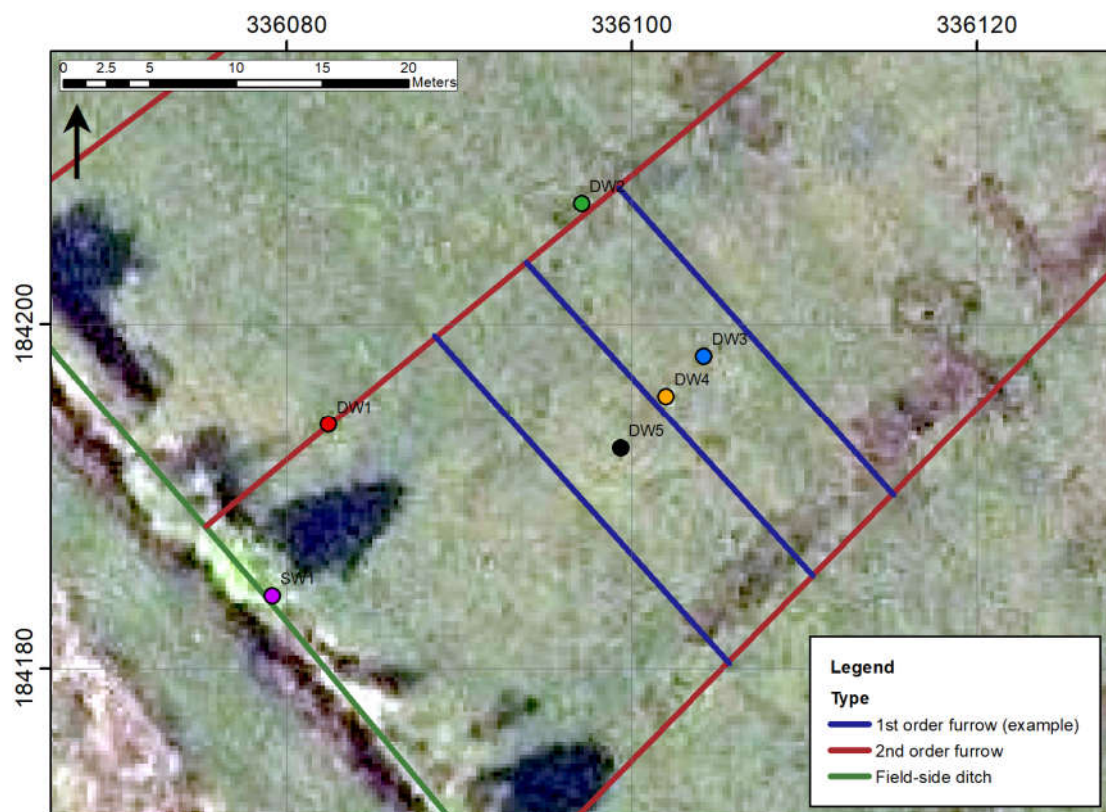 336080 336100 336120
0 2.5 5 10 15 20
Meters
DW2
184200
DW3
DW4
DW1
DW5
SW1
184180
Legend
Type
1st order furrow (example)
2nd order furrow
Field-side ditch